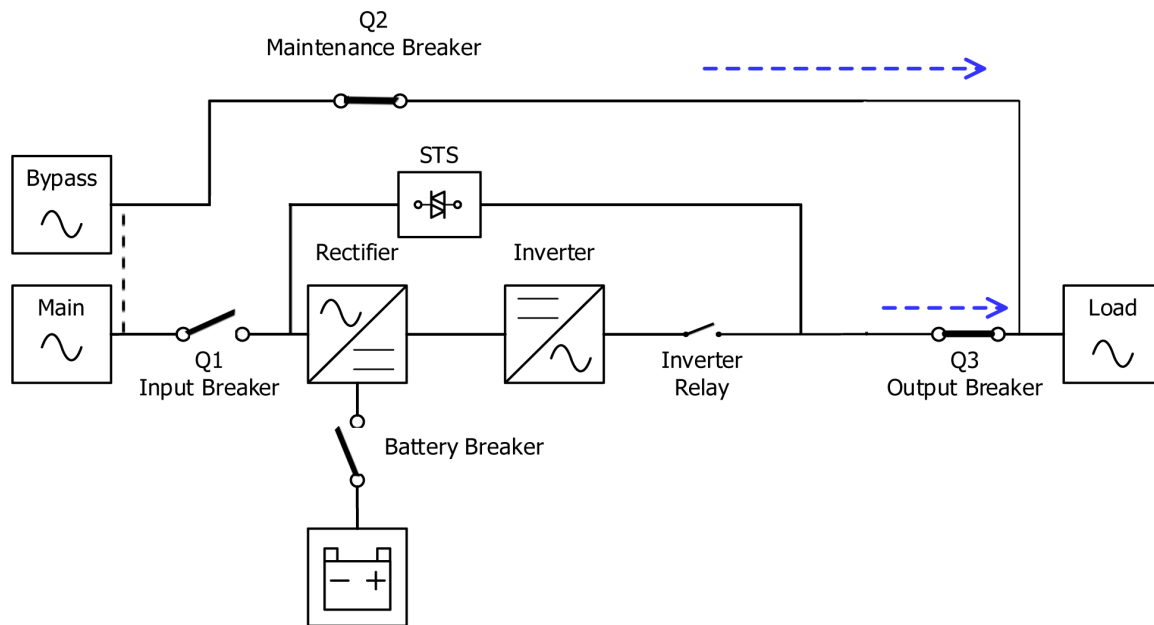 Q2
Maintenance Breaker
STS
Bypass
Rectifier
Inverter
Main
Load
Q1
Input Breaker
Inverter
Relay
Q3
Output Breaker
Battery Breaker